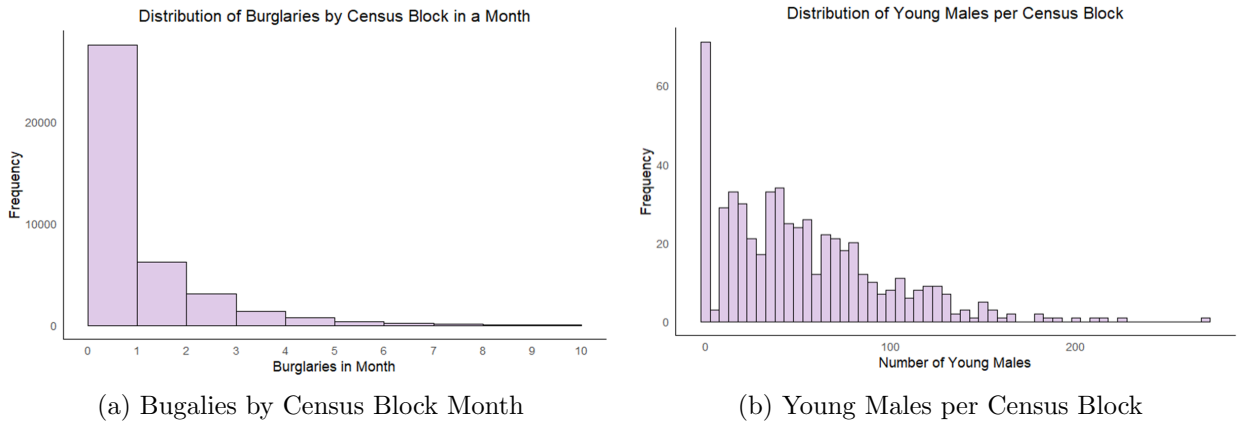 Distribution of Burglaries by Census Block in a Month
Frequency
20000
10000
0
0 1 2 3 4 5 6 7 8 9 10
Burglaries in Month
(a) Bugalies by Census Block Month
Distribution of Young Males per Census Block
Frequency
60
40
20
0
0 100 200
Number of Young Males
(b) Young Males per Census Block